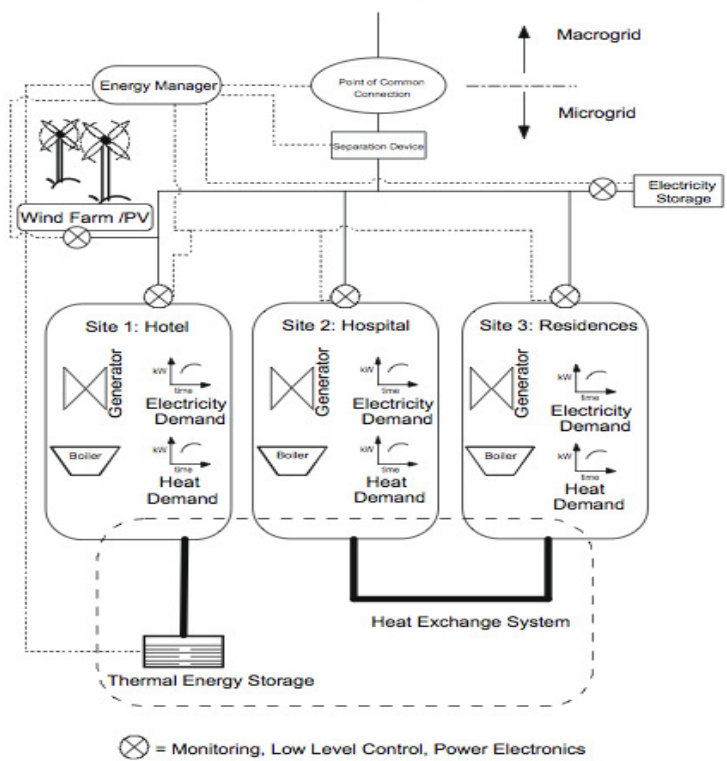 Macrogrid
Energy Manager
Point of Common
Connection
Microgrid
Separation Device
Electricity
Storage
Wind Farm /PV
Site 1: Hotel
Generator
kW
time
Electricity
Demand
Boiler
kW
time
Heat
Demand
Site 2: Hospital
Generator
kW
time
Electricity
Demand
Boiler
kW
time
Heat
Demand
Site 3: Residences
Generator
kW
time
Electricity
Demand
Boiler
kW
time
Heat
Demand
Heat Exchange System
Thermal Energy Storage
= Monitoring, Low Level Control, Power Electronics